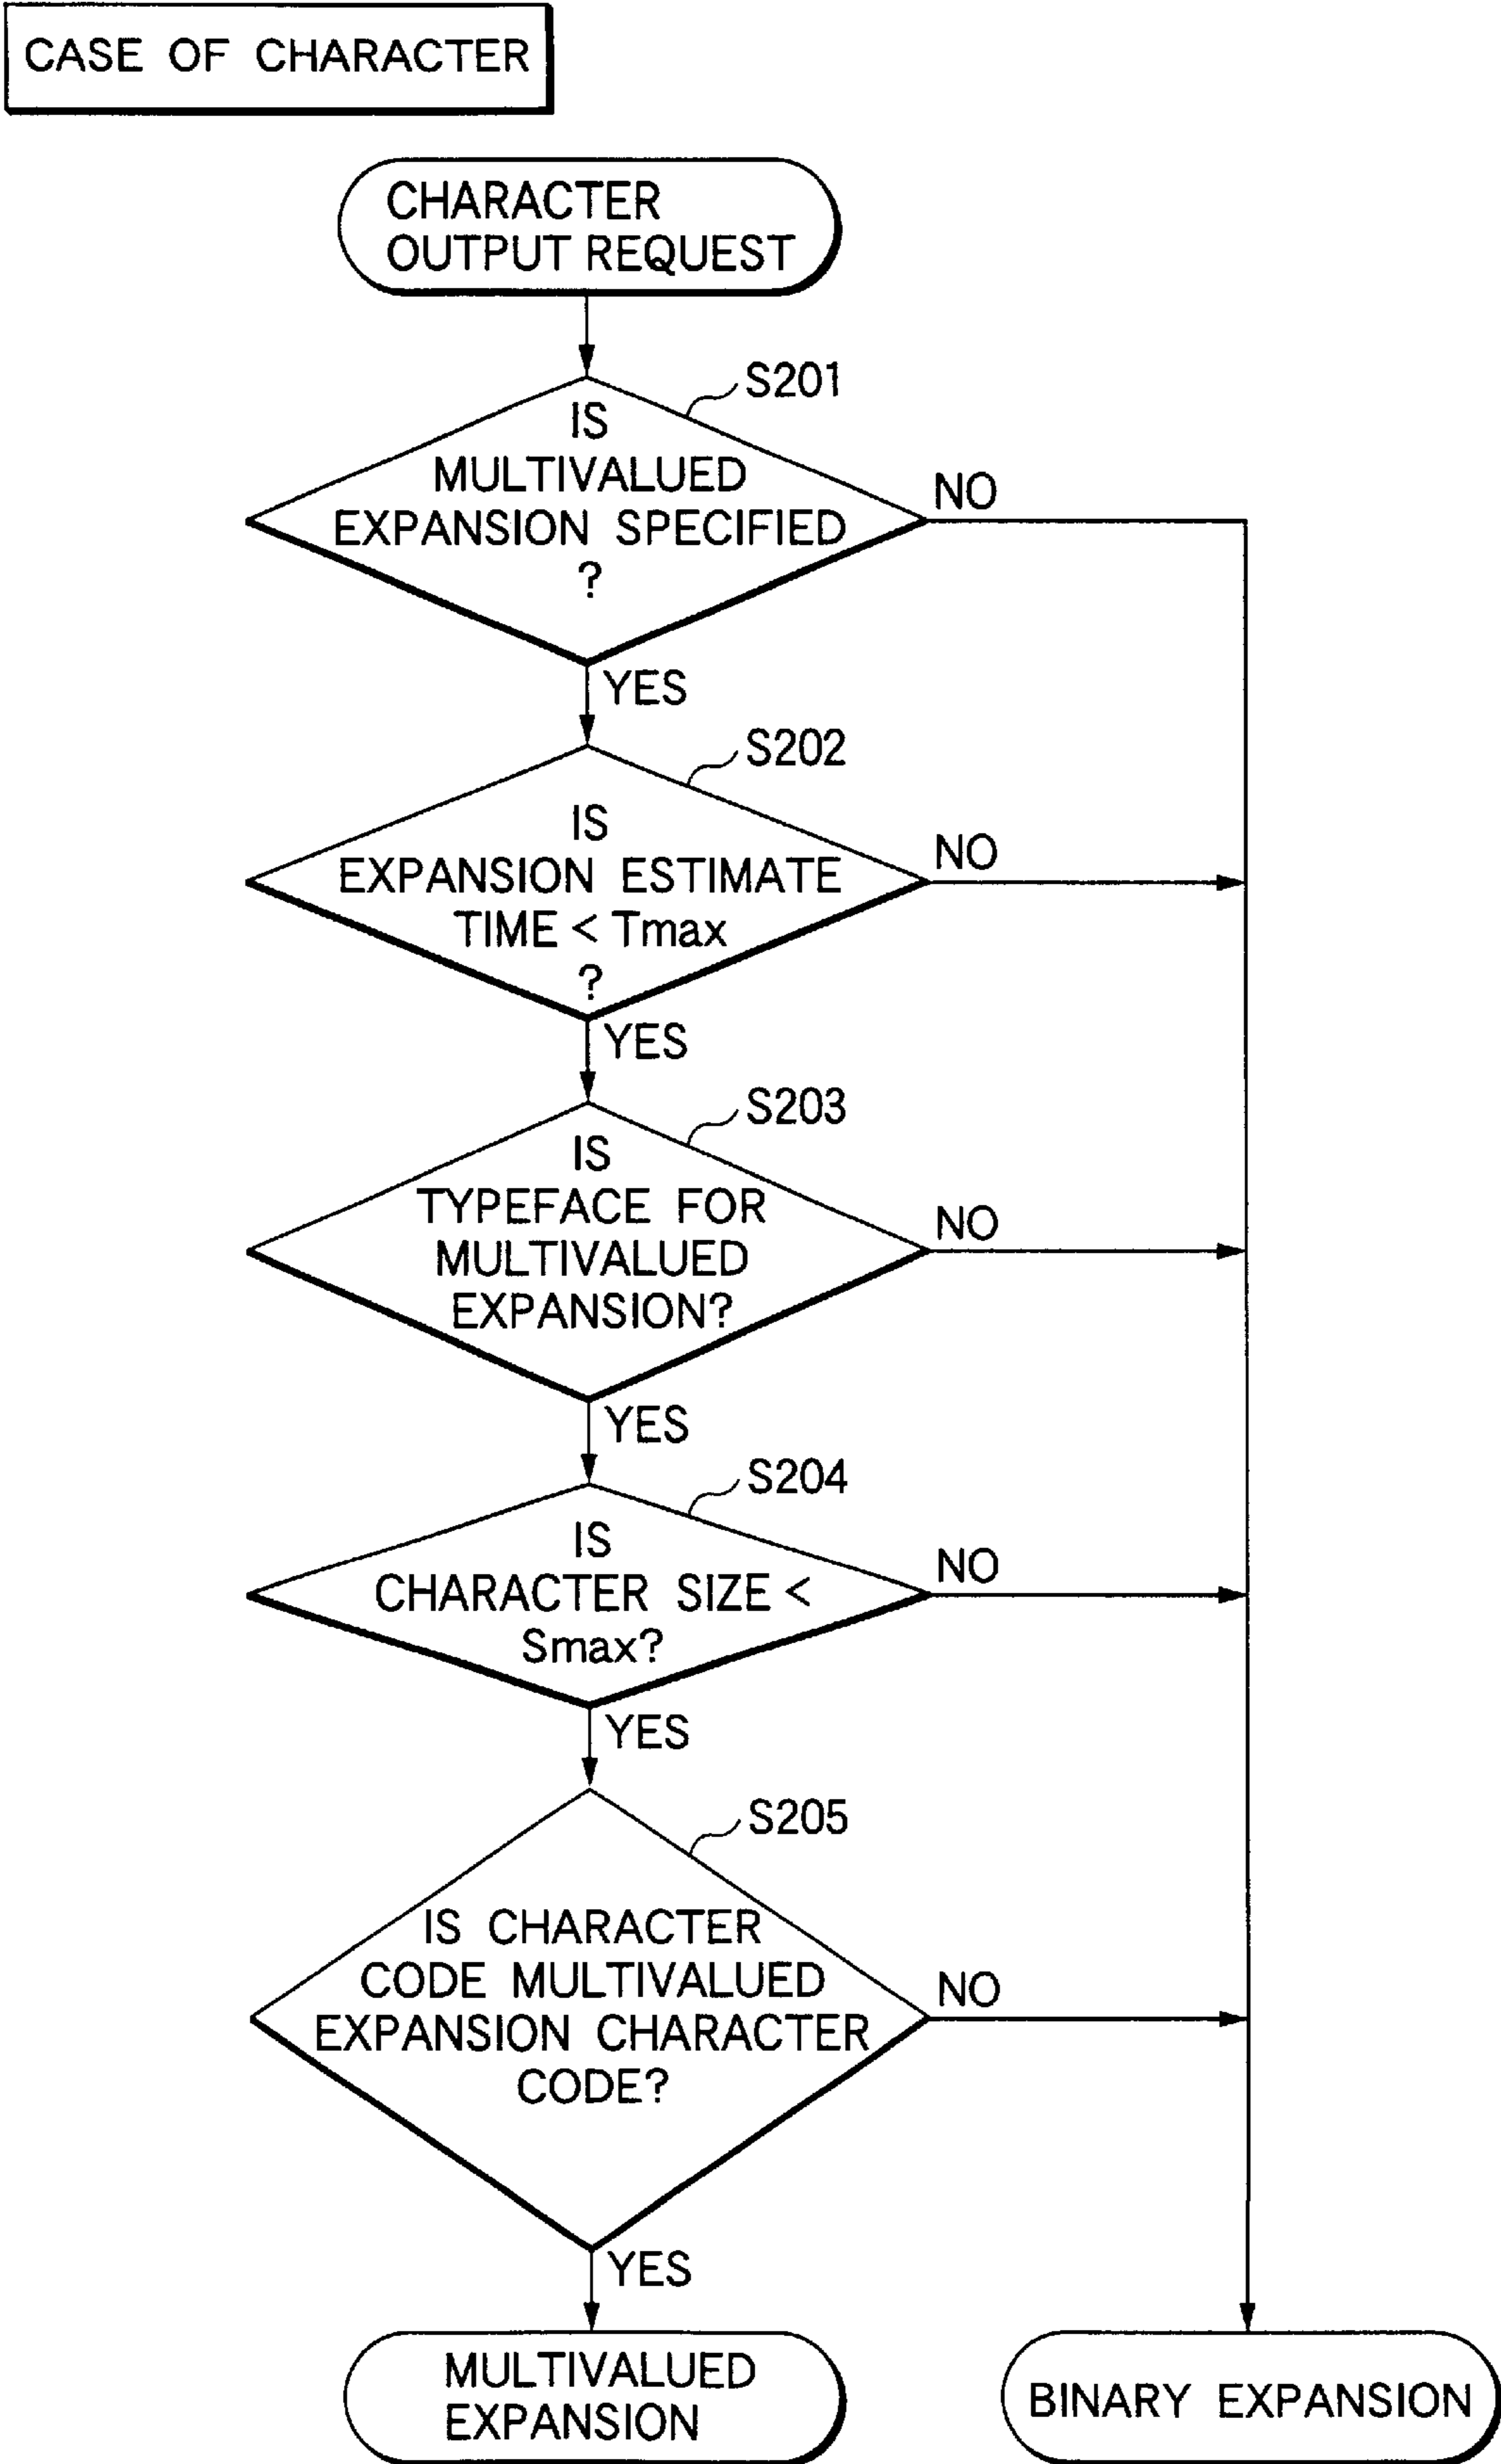 CASE OF CHARACTER
CHARACTER
OUTPUT REQUEST
S201
IS
MULTIVALUED
EXPANSION SPECIFIED
?
NO
YES
S202
IS
EXPANSION ESTIMATE
TIME < Tmax
?
NO
YES
S203
IS
TYPEFACE FOR
MULTIVALUED
EXPANSION?
NO
YES
S204
IS
CHARACTER SIZE <
Smax?
NO
YES
S205
IS CHARACTER
CODE MULTIVALUED
EXPANSION CHARACTER
CODE?
NO
YES
MULTIVALUED
EXPANSION
BINARY EXPANSION